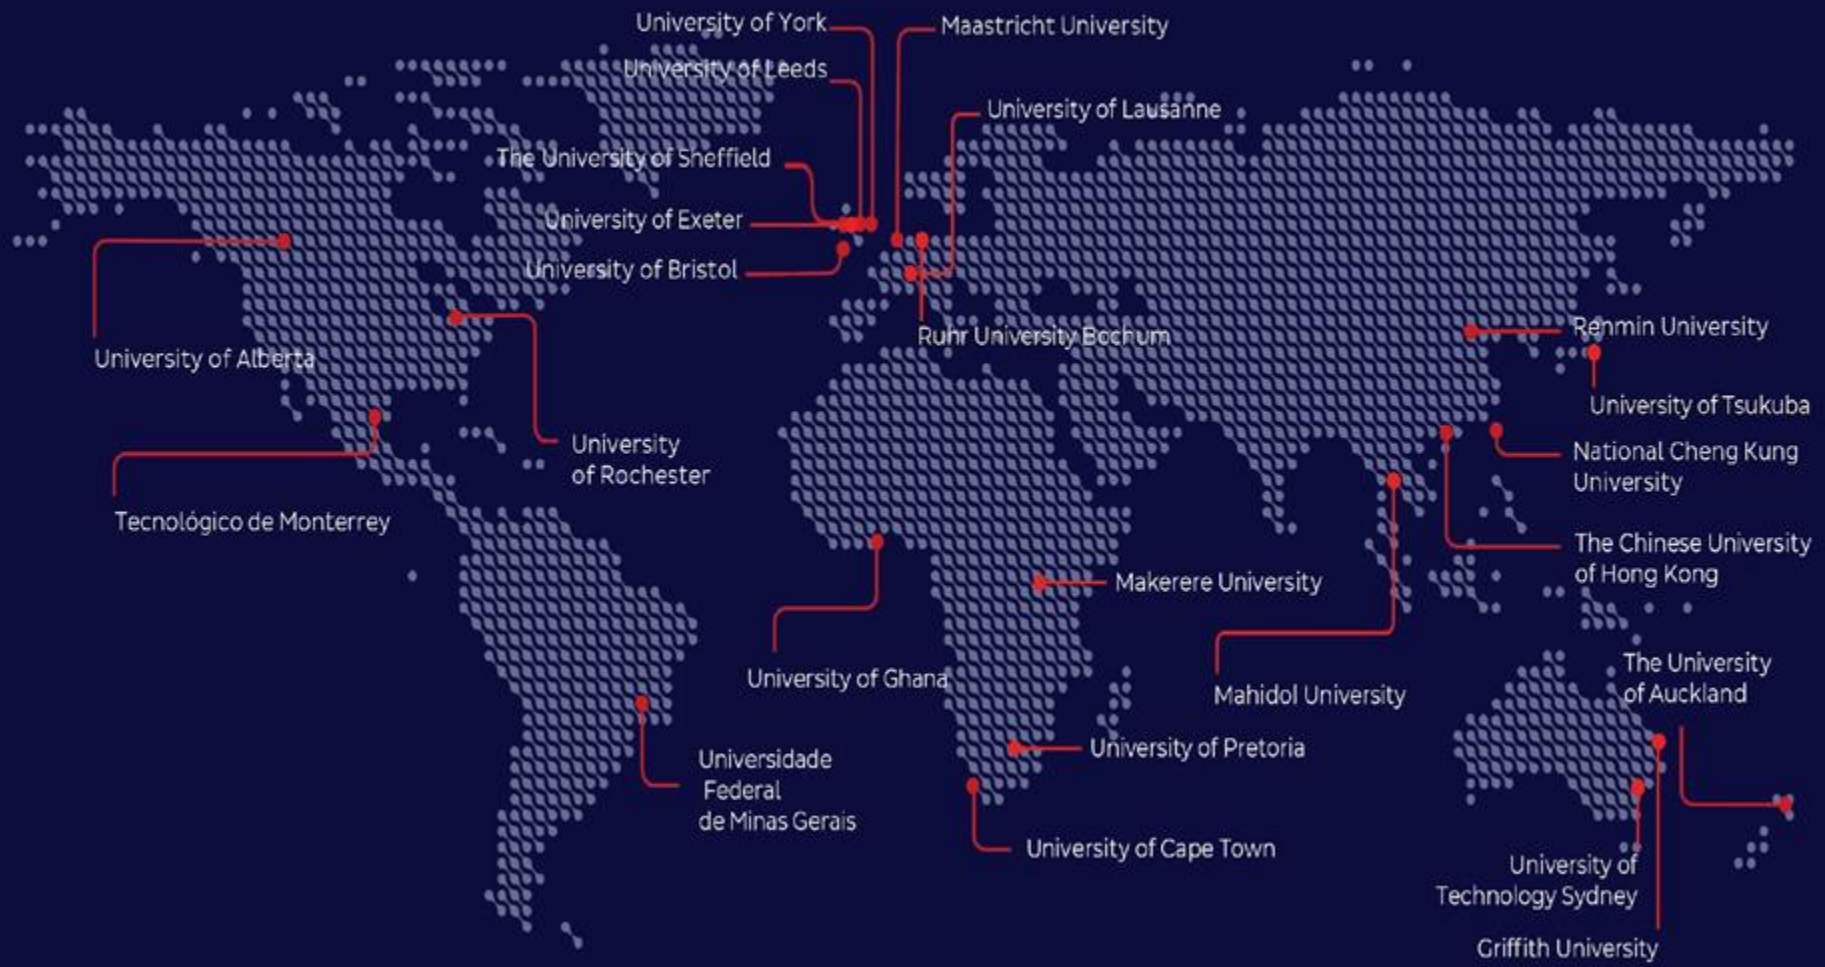 University of York
Maastricht University
University of Leeds
University of Lausanne
The University of Sheffield
University of Exeter
University of Bristol
Ruhr University Bochum
Renmin University
University of Alberta
University of Tsukuba
University
of Rochester
National Cheng Kung
University
Tecnológico de Monterrey
The Chinese University
of Hong Kong
Makerere University
The University
of Auckland
University of Ghana
Mahidol University
University of Pretoria
Universidade
Federal
de Minas Gerais
University of Cape Town
University of
Technology Sydney
Griffith University